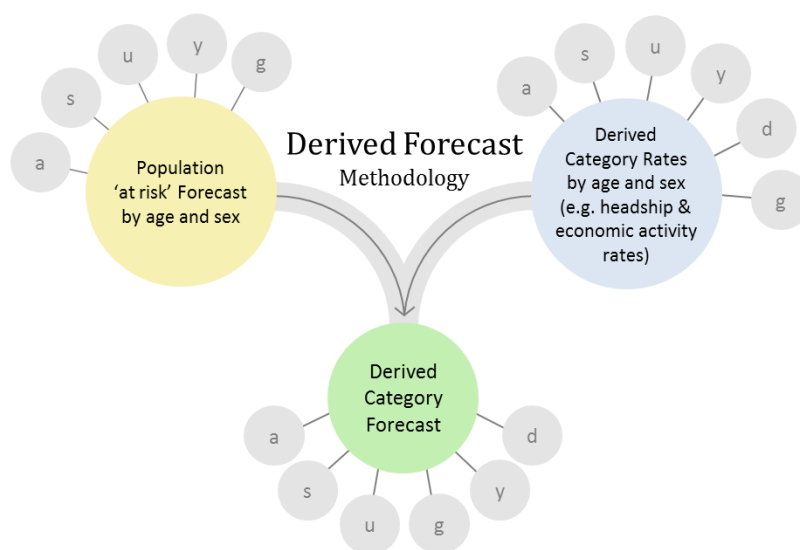 a
s
u
y
g
Population
‘at risk’ Forecast
by age and sex
Derived Forecast
Methodology
a
s
u
y
d
g
Derived
Category Rates
by age and sex
(e.g. headship &
economic activity
rates)
Derived
Category
Forecast
a
s
u
g
y
d